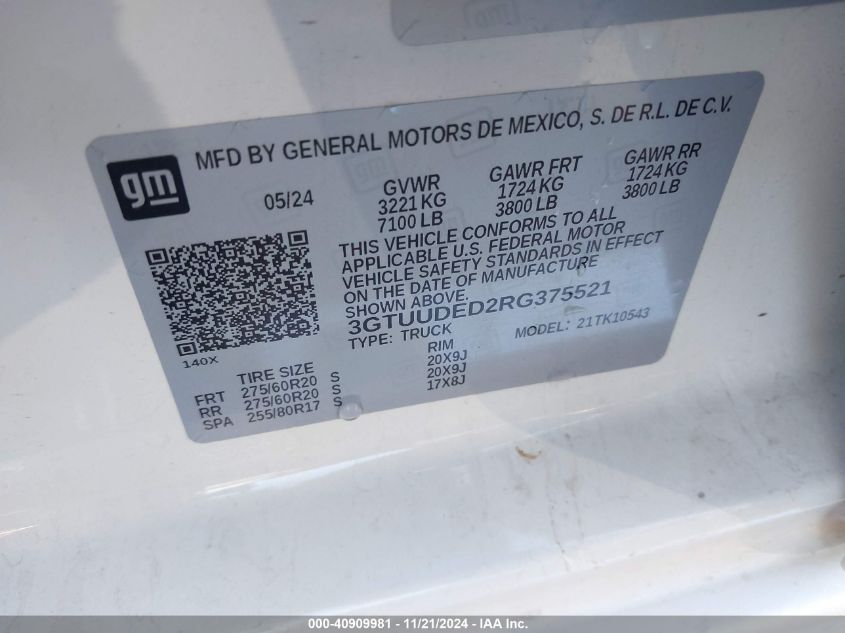 gm
MFD BY GENERAL MOTORS DE MEXICO, S. DE R.L. DE C.V.
05/24
GVWR
3221 KG
7100 LB
GAWR FRT
1724 KG
3800 LB
GAWR RR
1724 KG
3800 LB
THIS VEHICLE CONFORMS TO ALL
APPLICABLE U.S. FEDERAL MOTOR
VEHICLE SAFETY STANDARDS IN EFFECT
ON THE DATE OF MANUFACTURE
SHOWN ABOVE.
3GTUUDED2RG375521
TYPE: TRUCK MODEL: 21TK10543
140X
TIRE SIZE RIM
FRT 275/60R20 S 20X9J
RR 275/60R20 S 20X9J
SPA 255/80R17 S 17X8J
000-40909981 - 11/21/2024 - IAA Inc.